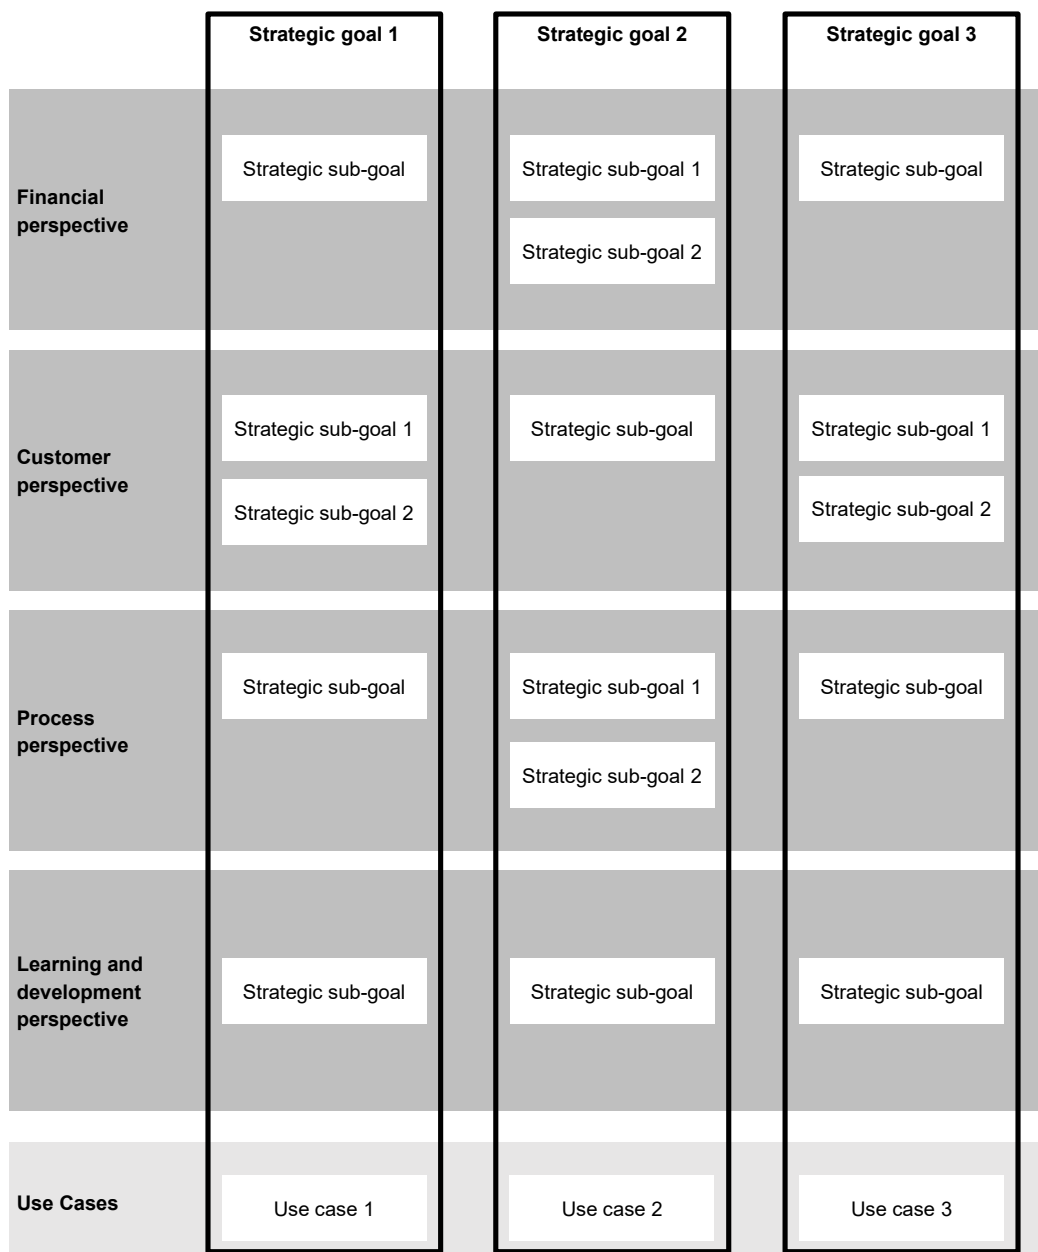 Strategic goal 1
Strategic goal 2
Strategic goal 3
Financial
perspective
Strategic sub-goal
Strategic sub-goal 1
Strategic sub-goal
Strategic sub-goal 2
Customer
perspective
Strategic sub-goal 1
Strategic sub-goal
Strategic sub-goal 1
Strategic sub-goal 2
Strategic sub-goal 2
Process
perspective
Strategic sub-goal
Strategic sub-goal 1
Strategic sub-goal
Strategic sub-goal 2
Learning and
development
perspective
Strategic sub-goal
Strategic sub-goal
Strategic sub-goal
Use Cases
Use case 1
Use case 2
Use case 3